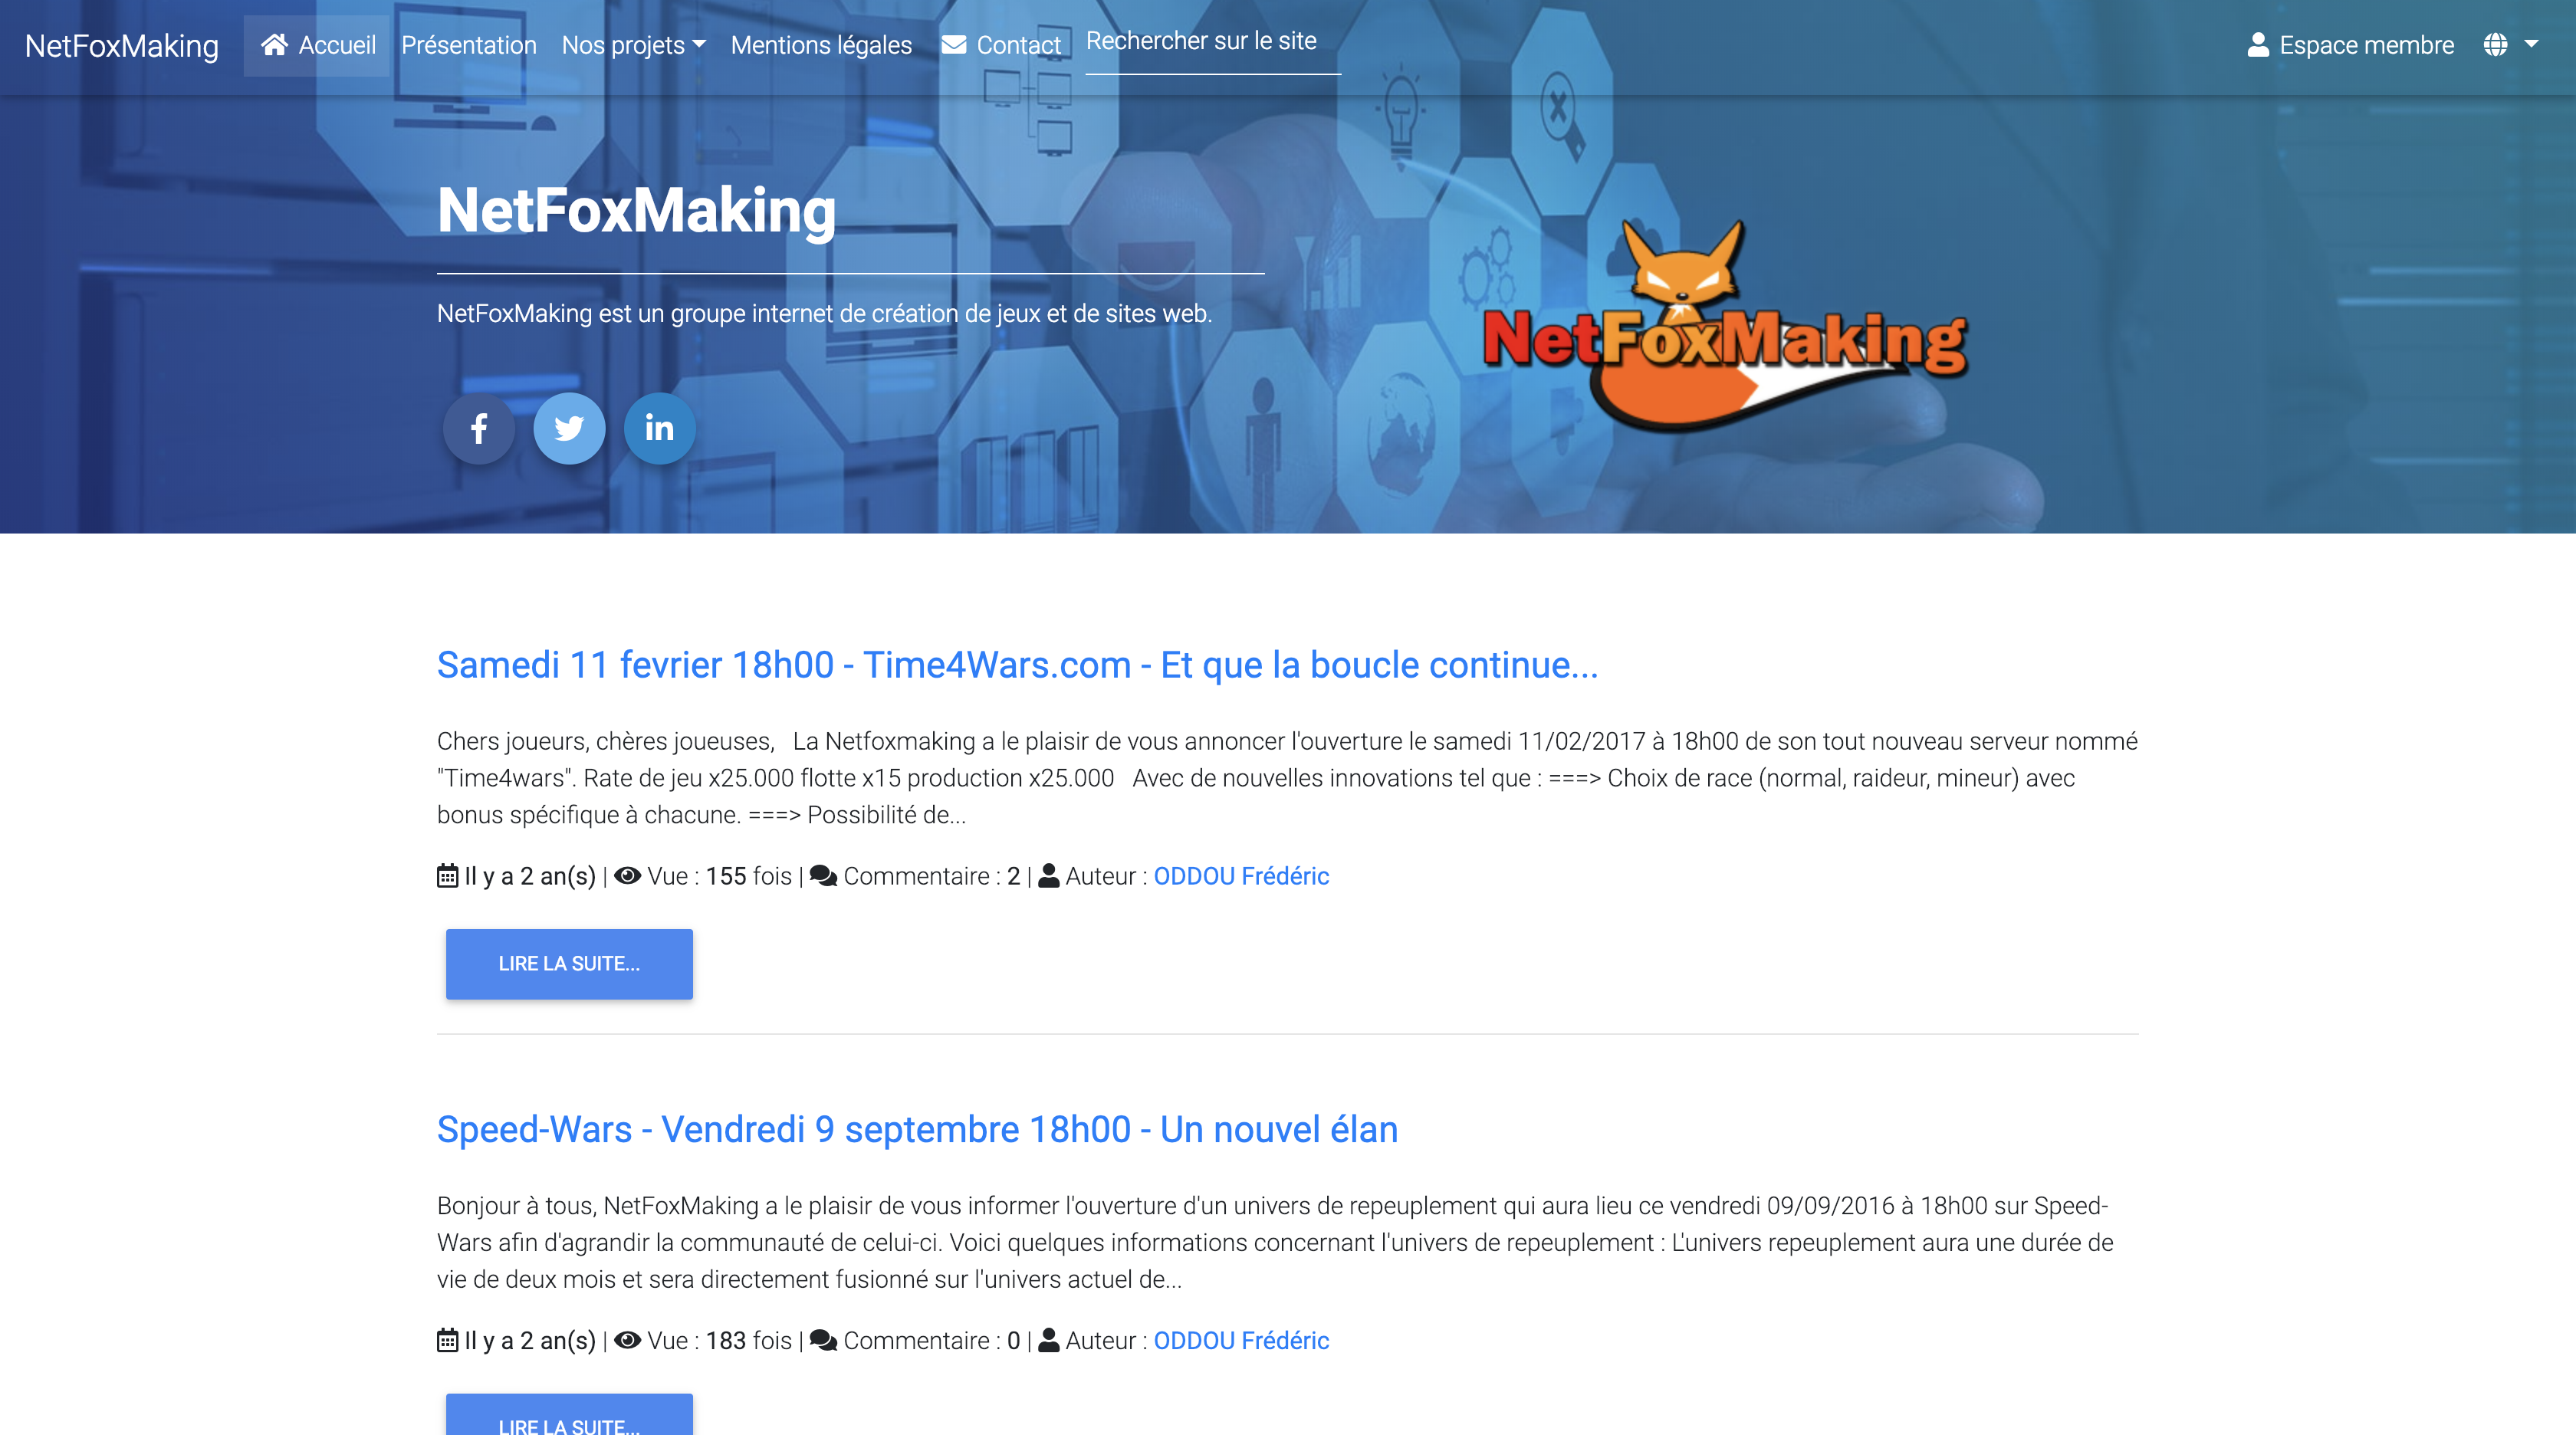 NetFoxMaking Accueil Présentation Nos projets Mentions légales Contact Rechercher sur le site Espace membre
NetFoxMaking
NetFoxMaking est un groupe internet de création de jeux et de sites web.
NetFoxMaking
Samedi 11 fevrier 18h00 - Time4Wars.com - Et que la boucle continue...
Chers joueurs, chères joueuses, La Netfoxmaking a le plaisir de vous annoncer l'ouverture le samedi 11/02/2017 à 18h00 de son tout nouveau serveur nommé
"Time4wars". Rate de jeu x25.000 flotte x15 production x25.000 Avec de nouvelles innovations tel que : ===> Choix de race (normal, raideur, mineur) avec
bonus spécifique à chacune. ===> Possibilité de...
Il y a 2 an(s) | Vue : 155 fois | Commentaire : 2 | Auteur : ODDOU Frédéric
LIRE LA SUITE...
Speed-Wars - Vendredi 9 septembre 18h00 - Un nouvel élan
Bonjour à tous, NetFoxMaking a le plaisir de vous informer l'ouverture d'un univers de repeuplement qui aura lieu ce vendredi 09/09/2016 à 18h00 sur Speed-
Wars afin d'agrandir la communauté de celui-ci. Voici quelques informations concernant l'univers de repeuplement : L'univers repeuplement aura une durée de
vie de deux mois et sera directement fusionné sur l'univers actuel de...
Il y a 2 an(s) | Vue : 183 fois | Commentaire : 0 | Auteur : ODDOU Frédéric
LIRE LA SUITE...